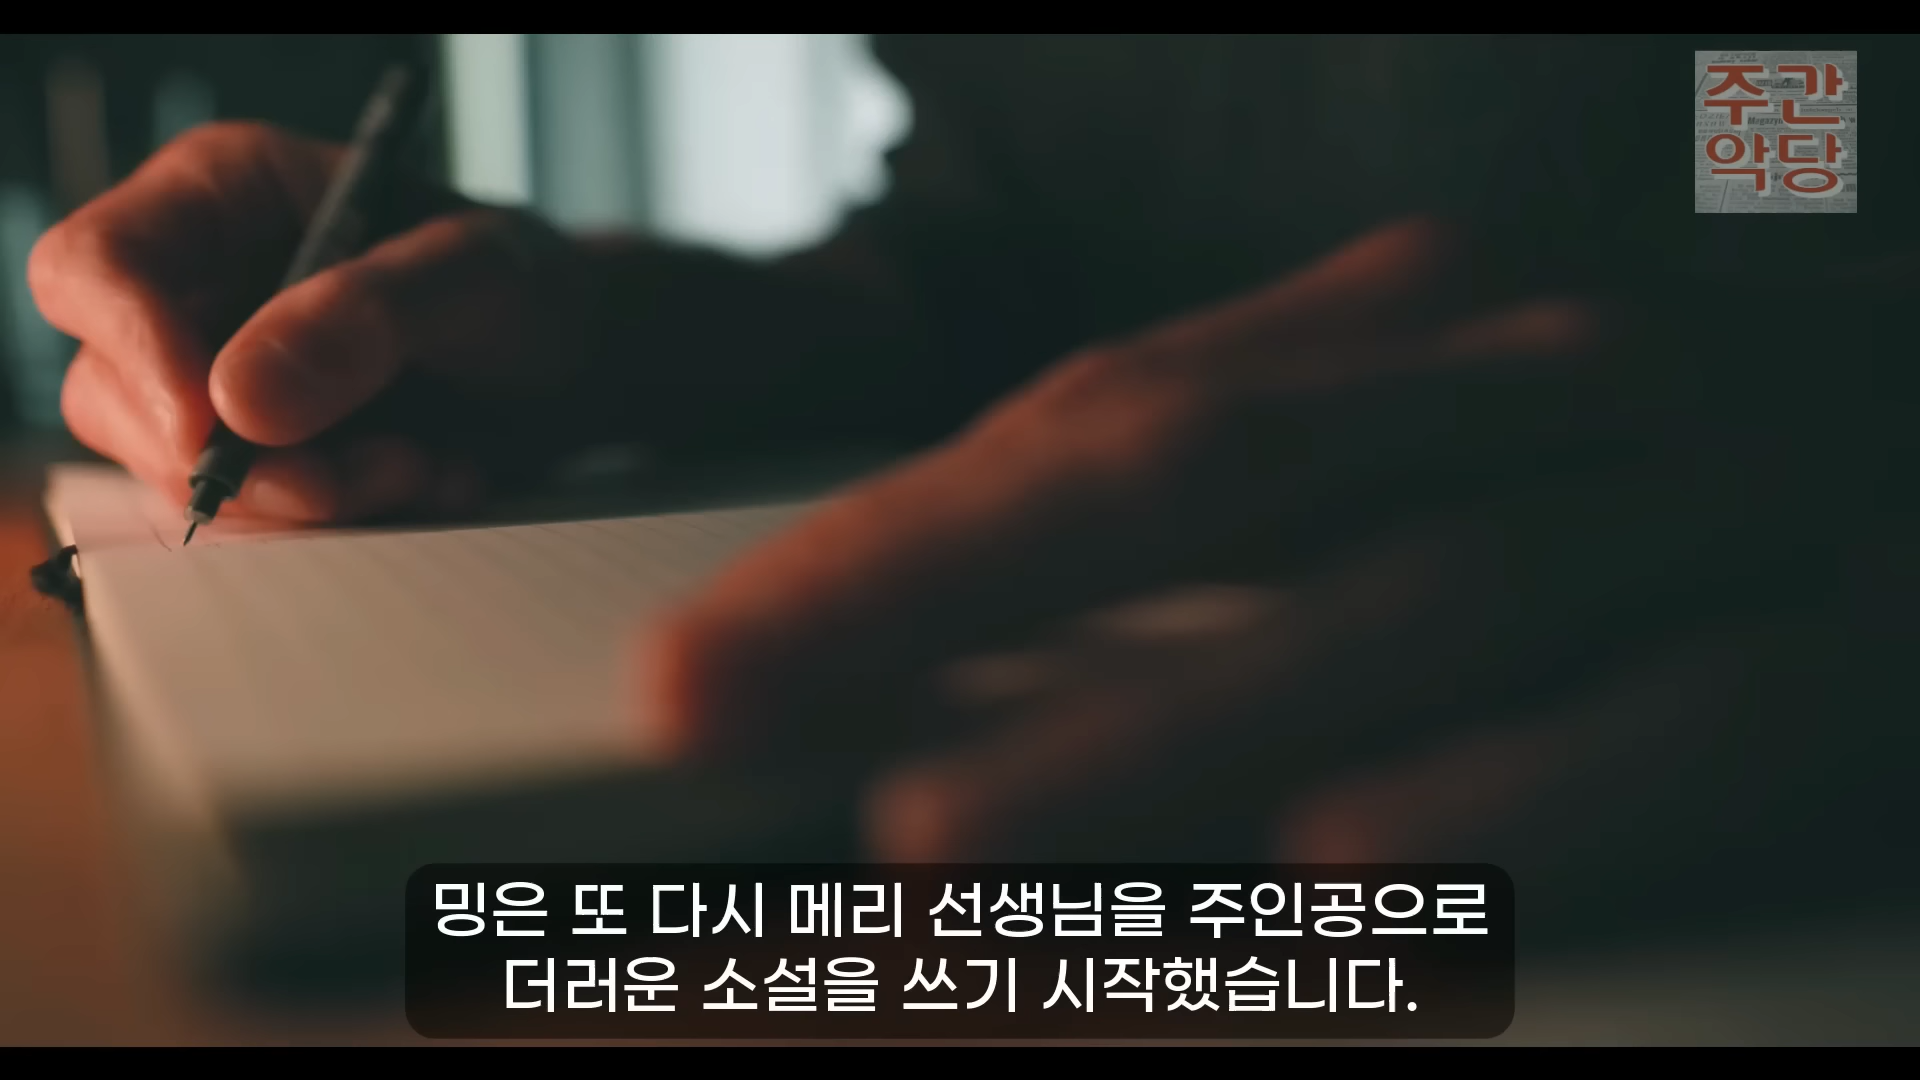 주간
악당
밍은 또 다시 메리 선생님을 주인공으로
더러운 소설을 쓰기 시작했습니다.